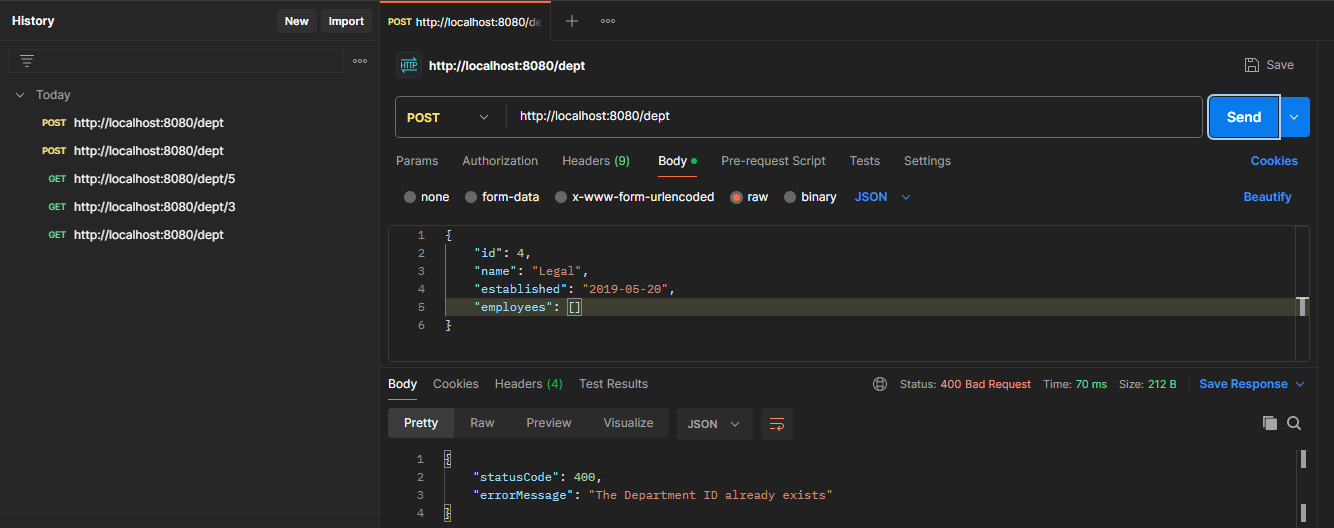 History
New
Import
Today
POST http://localhost:8080/dept
POST http://localhost:8080/dept
GET http://localhost:8080/dept/5
GET http://localhost:8080/dept/3
GET http://localhost:8080/dept
POST http://localhost:8080/de
HTTP http://localhost:8080/dept
Save
POST http://localhost:8080/dept
Send
Params Authorization Headers (9) Body Pre-request Script Tests Settings Cookies
none form-data x-www-form-urlencoded raw binary JSON Beautify
1 {
2 "id": 4,
3 "name": "Legal",
4 "established": "2019-05-20",
5 "employees": []
6 }
Body Cookies Headers (4) Test Results Status: 400 Bad Request Time: 70 ms Size: 212 B Save Response
Pretty Raw Preview Visualize JSON
1 {
2 "statusCode": 400,
3 "errorMessage": "The Department ID already exists"
4 }